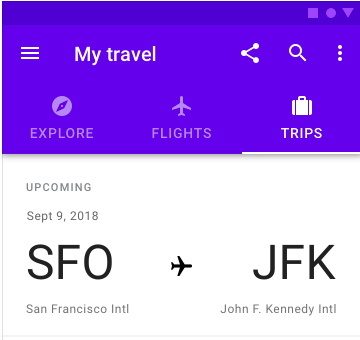 My travel
EXPLORE FLIGHTS TRIPS
UPCOMING
Sept 9, 2018
SFO JFK
San Francisco Intl John F. Kennedy Intl